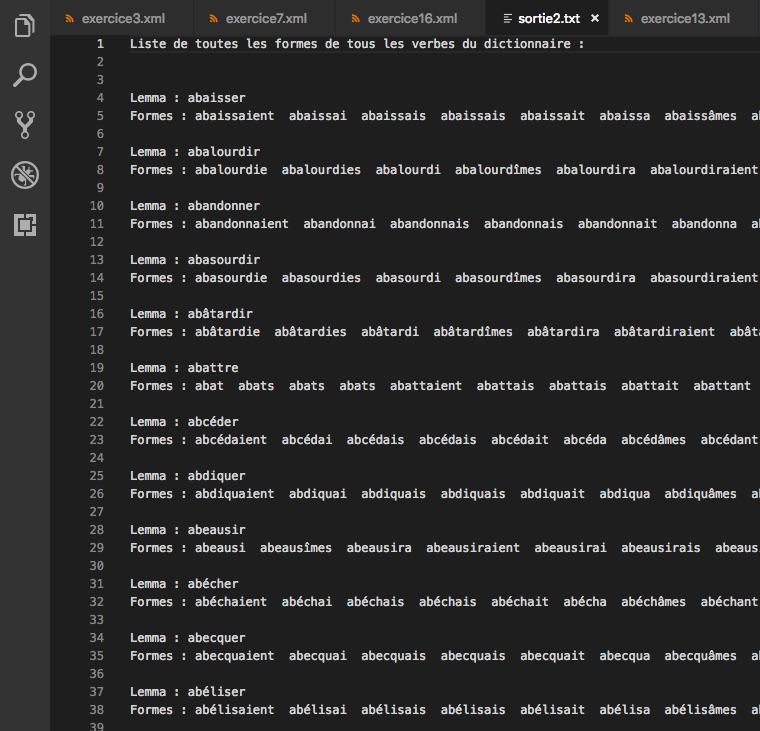 exercice3.xml exercice7.xml exercice16.xml sortie2.txt × exercice13.xml
1 Liste de toutes les formes de tous les verbes du dictionnaire :
2
3
4 Lemma : abaisser
5 Formes : abaissaient abaissai abaissais abaissais abaissait abaissa abaissâmes
6
7 Lemma : abalourdir
8 Formes : abalourdie abalourdies abalourdi abalourdîmes abalourdira abalourdiraient
9
10 Lemma : abandonner
11 Formes : abandonnaient abandonnai abandonnais abandonnais abandonnait abandonna
12
13 Lemma : abasourdir
14 Formes : abasourdie abasourdies abasourdi abasourdîmes abasourdira abasourdiraient
15
16 Lemma : abâtardir
17 Formes : abâtardie abâtardies abâtardi abâtardîmes abâtardira abâtardiraient abât
18
19 Lemma : abattre
20 Formes : abat abats abats abats abattaient abattais abattais abattait abattant
21
22 Lemma : abcéder
23 Formes : abcédaient abcédai abcédais abcédais abcédait abcéda abcédâmes abcédant
24
25 Lemma : abdiquer
26 Formes : abdiquaient abdiquai abdiquais abdiquais abdiquait abdiqua abdiquâmes
27
28 Lemma : abeausir
29 Formes : abeausi abeausîmes abeausira abeausiraient abeausirai abeausirais abeaus
30
31 Lemma : abécher
32 Formes : abéchaient abéchai abéchais abéchais abéchait abécha abéchâmes abéchant
33
34 Lemma : abecquer
35 Formes : abecquaient abecquai abecquais abecquais abecquait abecqua abecquâmes
36
37 Lemma : abéliser
38 Formes : abélisaient abélisai abélisais abélisais abélisait abélisa abélisâmes
39